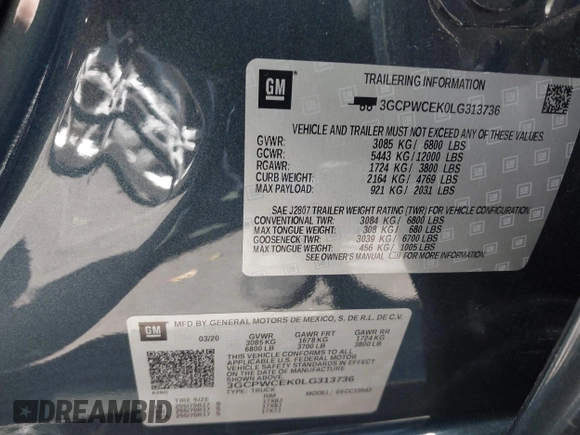 GM
TRAILERING INFORMATION
3GCPWCEK0LG313736
VEHICLE AND TRAILER MUST NOT EXCEED ANY OF THESE VALUES.
GVWR: 3085 KG/ 6800 LBS
GCWR: 5443 KG/12000 LBS
RGAWR: 1724 KG/ 3800 LBS
CURB WEIGHT: 2164 KG/ 4769 LBS
MAX PAYLOAD: 921 KG/ 2031 LBS
SAE J2807 TRAILER WEIGHT RATING (TWR) FOR VEHICLE CONFIGURATION.
CONVENTIONAL TWR: 3084 KG/ 6800 LBS
MAX TONGUE WEIGHT: 308 KG/ 680 LBS
GOOSENECK TWR: 3039 KG/ 6700 LBS
MAX TONGUE WEIGHT: 456 KG/ 1005 LBS
SEE OWNER'S MANUAL FOR MORE INFORMATION.
GM
MFD BY GENERAL MOTORS DE MEXICO, S. DE R.L. DE C.V.
03/20 GVWR GAWR FRT GAWR RR
3085 KG 1678 KG 1724 KG
6800 LB 3700 LB 3800 LB
THIS VEHICLE CONFORMS TO ALL APPLICABLE U.S. FEDERAL MOTOR VEHICLE SAFETY STANDARDS IN EFFECT ON THE DATE OF MANUFACTURE SHOWN ABOVE.
3GCPWCEK0LG313736
TYPE: TRUCK MODEL:
TIRE SIZE RIM
AUTOBIDCAR